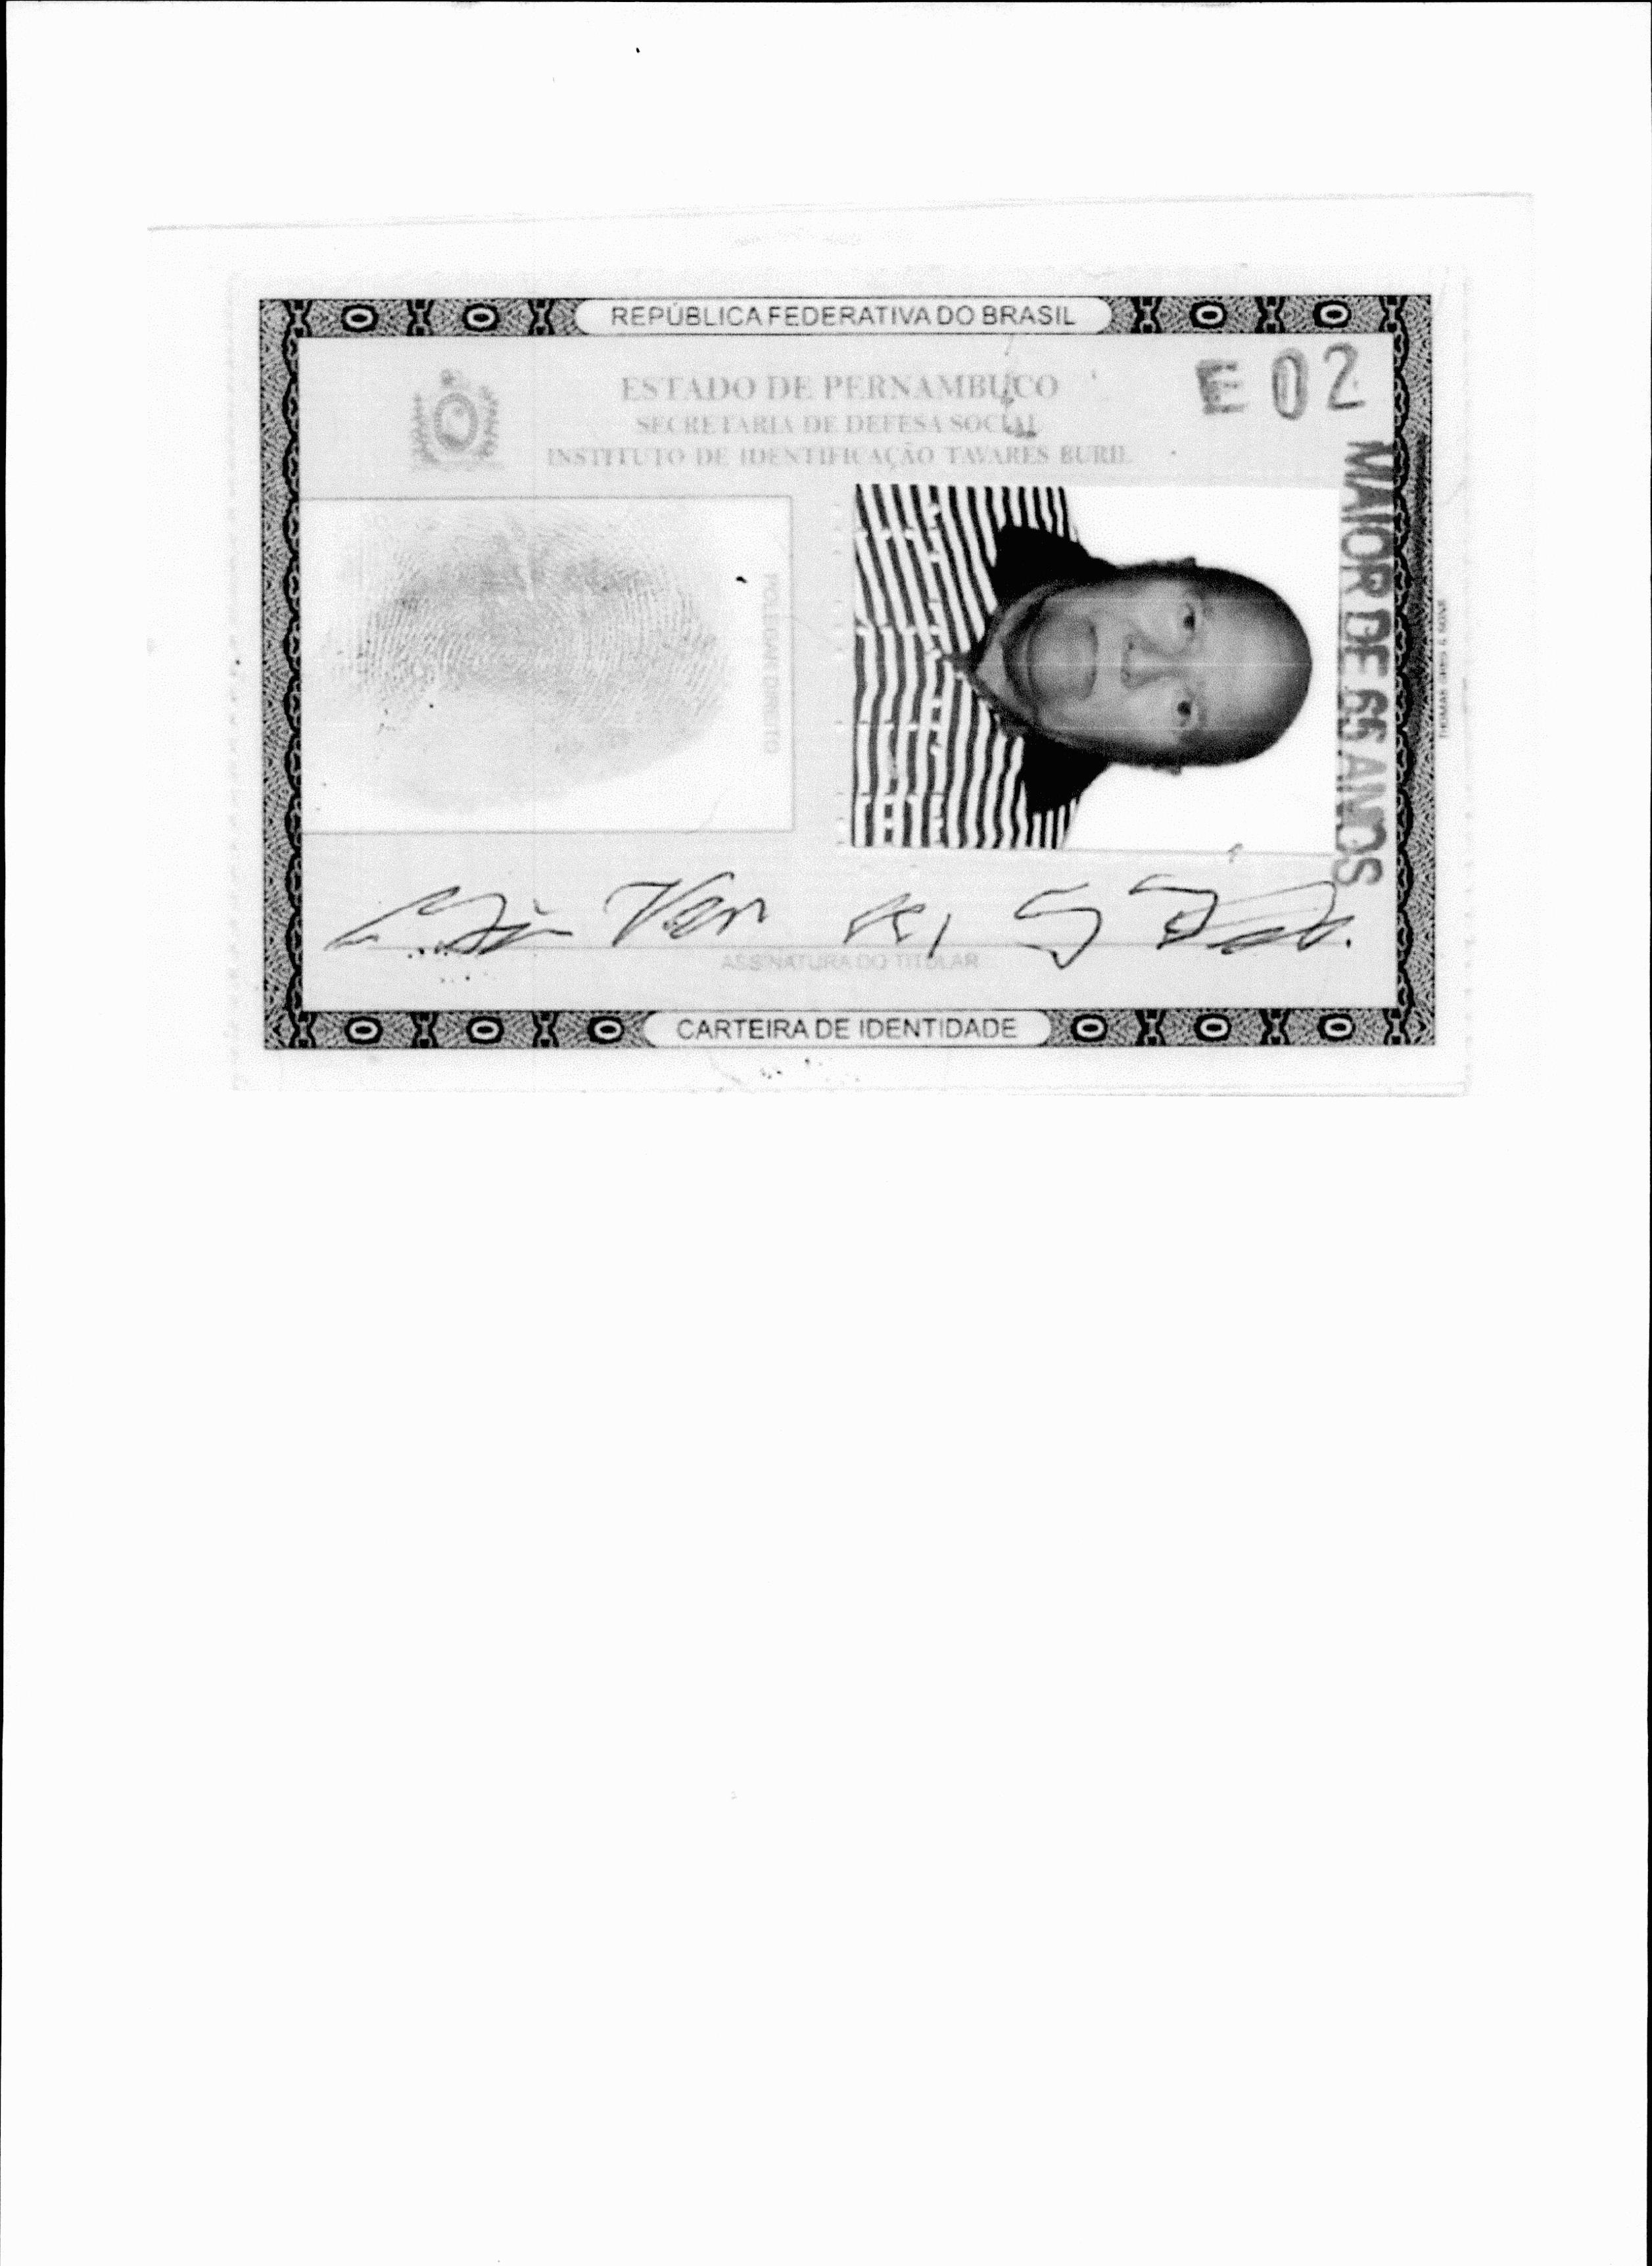 REPÚBLICA FEDERATIVA DO BRASIL
E 02
ESTADO DE PERNAMBUCO
SECRETARIA DE DEFESA SOCIAL
INSTITUTO DE IDENTIFICAÇÃO TAVARES BURIL
POLEGAR DIREITO
MAIOR DE 65 ANOS
ASSINATURA DO TITULAR
CARTEIRA DE IDENTIDADE